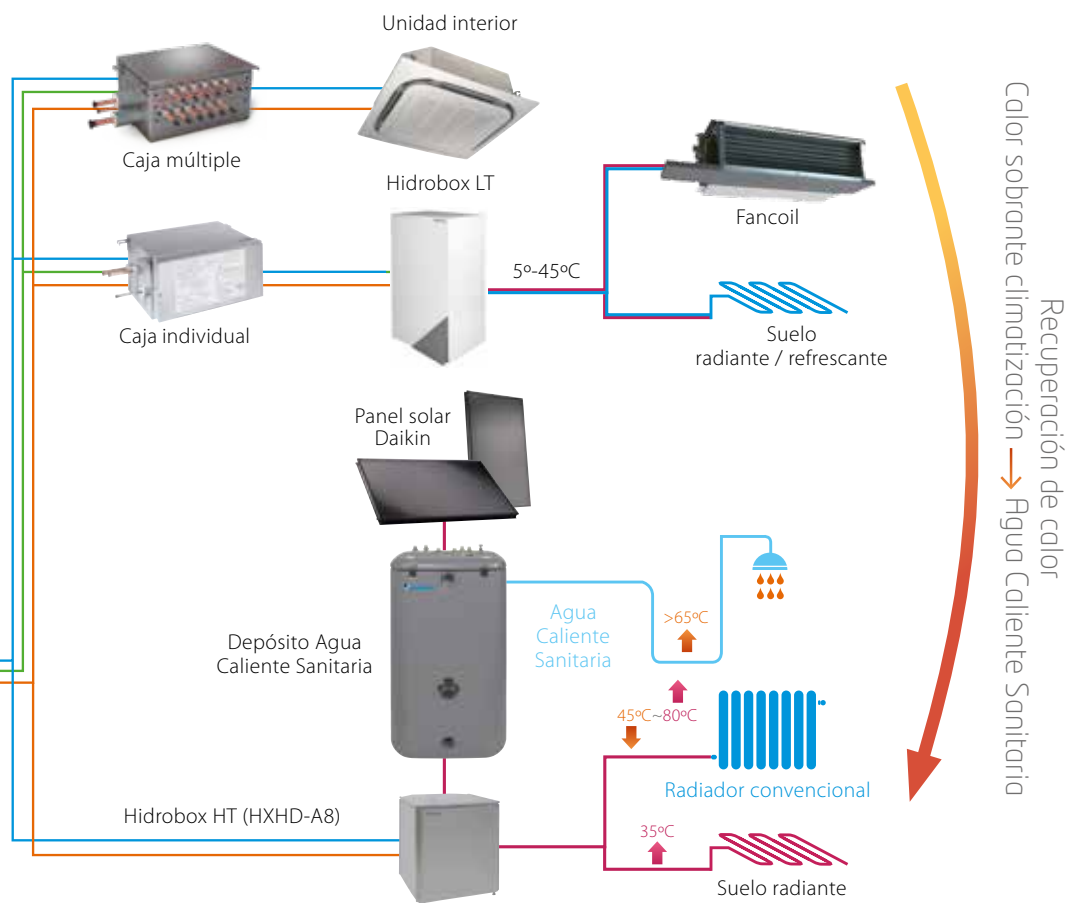 Unidad interior
Caja múltiple
Hidrobox LT
Fancoil
5º-45ºC
Caja individual
Suelo
radiante / refrescante
Panel solar
Daikin
Depósito Agua
Caliente Sanitaria
Agua
Caliente
Sanitaria
>65ºC
45ºC~80ºC
Radiador convencional
Hidrobox HT (HXHD-A8)
35ºC
Suelo radiante
Recuperación de calor
Calor sobrante climatización → Agua Caliente Sanitaria